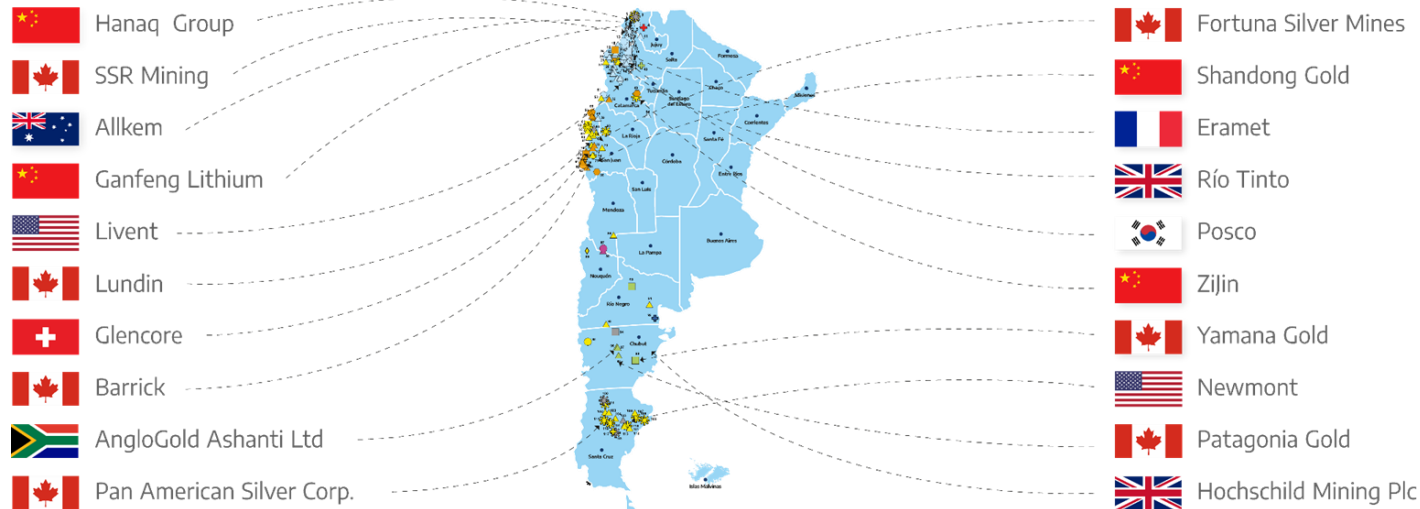 Hanaq Group
SSR Mining
Allkem
Ganfeng Lithium
Livent
Lundin
Glencore
Barrick
AngloGold Ashanti Ltd
Pan American Silver Corp.
Jujuy
Salta
Formosa
Tucumán
Santiago
del Estero
Chaco
Misiones
Catamarca
Corrientes
La Rioja
Santa Fé
San Juan
Córdoba
Entre Ríos
San Luis
Mendoza
Buenos Aires
La Pampa
Neuquén
Río Negro
Chubut
Santa Cruz
Islas Malvinas
Fortuna Silver Mines
Shandong Gold
Eramet
Río Tinto
Posco
ZiJin
Yamana Gold
Newmont
Patagonia Gold
Hochschild Mining Plc